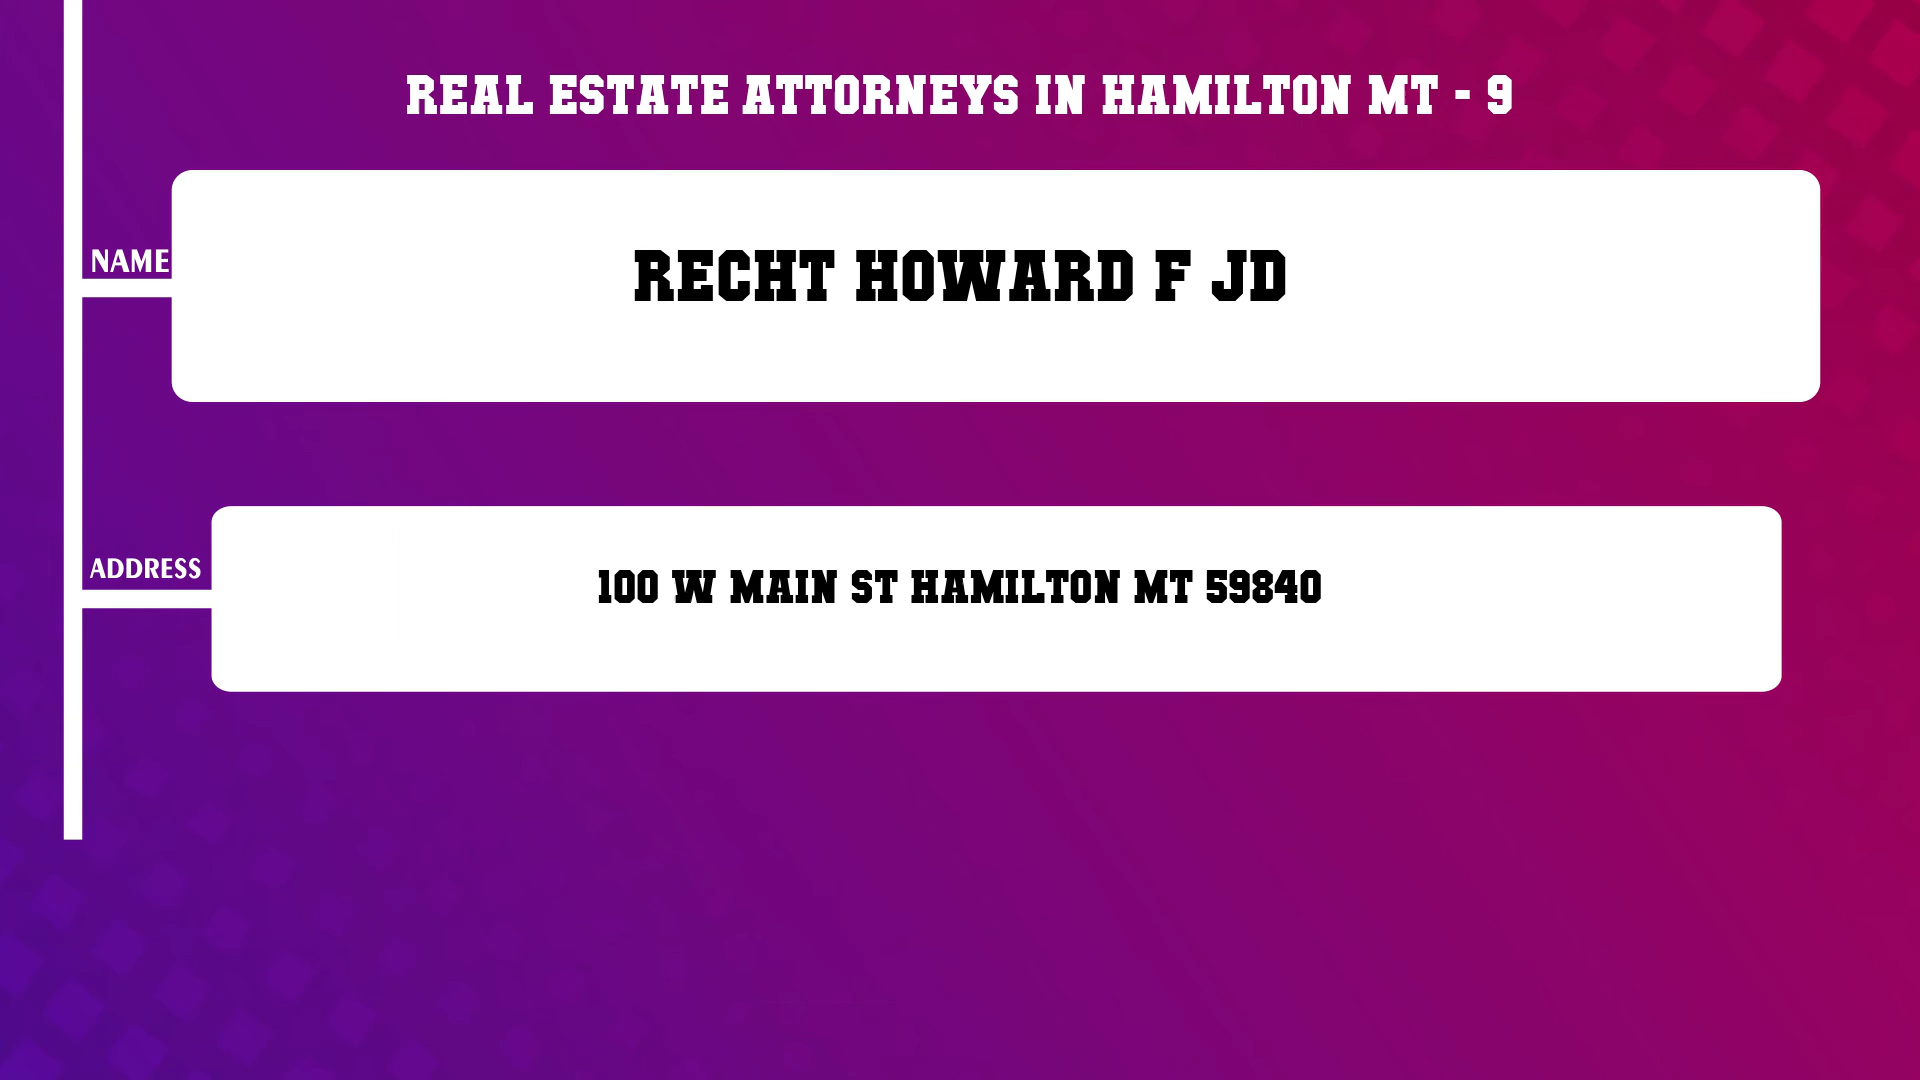 REAL ESTATE ATTORNEYS IN HAMILTON MT - 9
NAME
RECHT HOWARD F JD
ADDRESS
100 W MAIN ST HAMILTON MT 59840